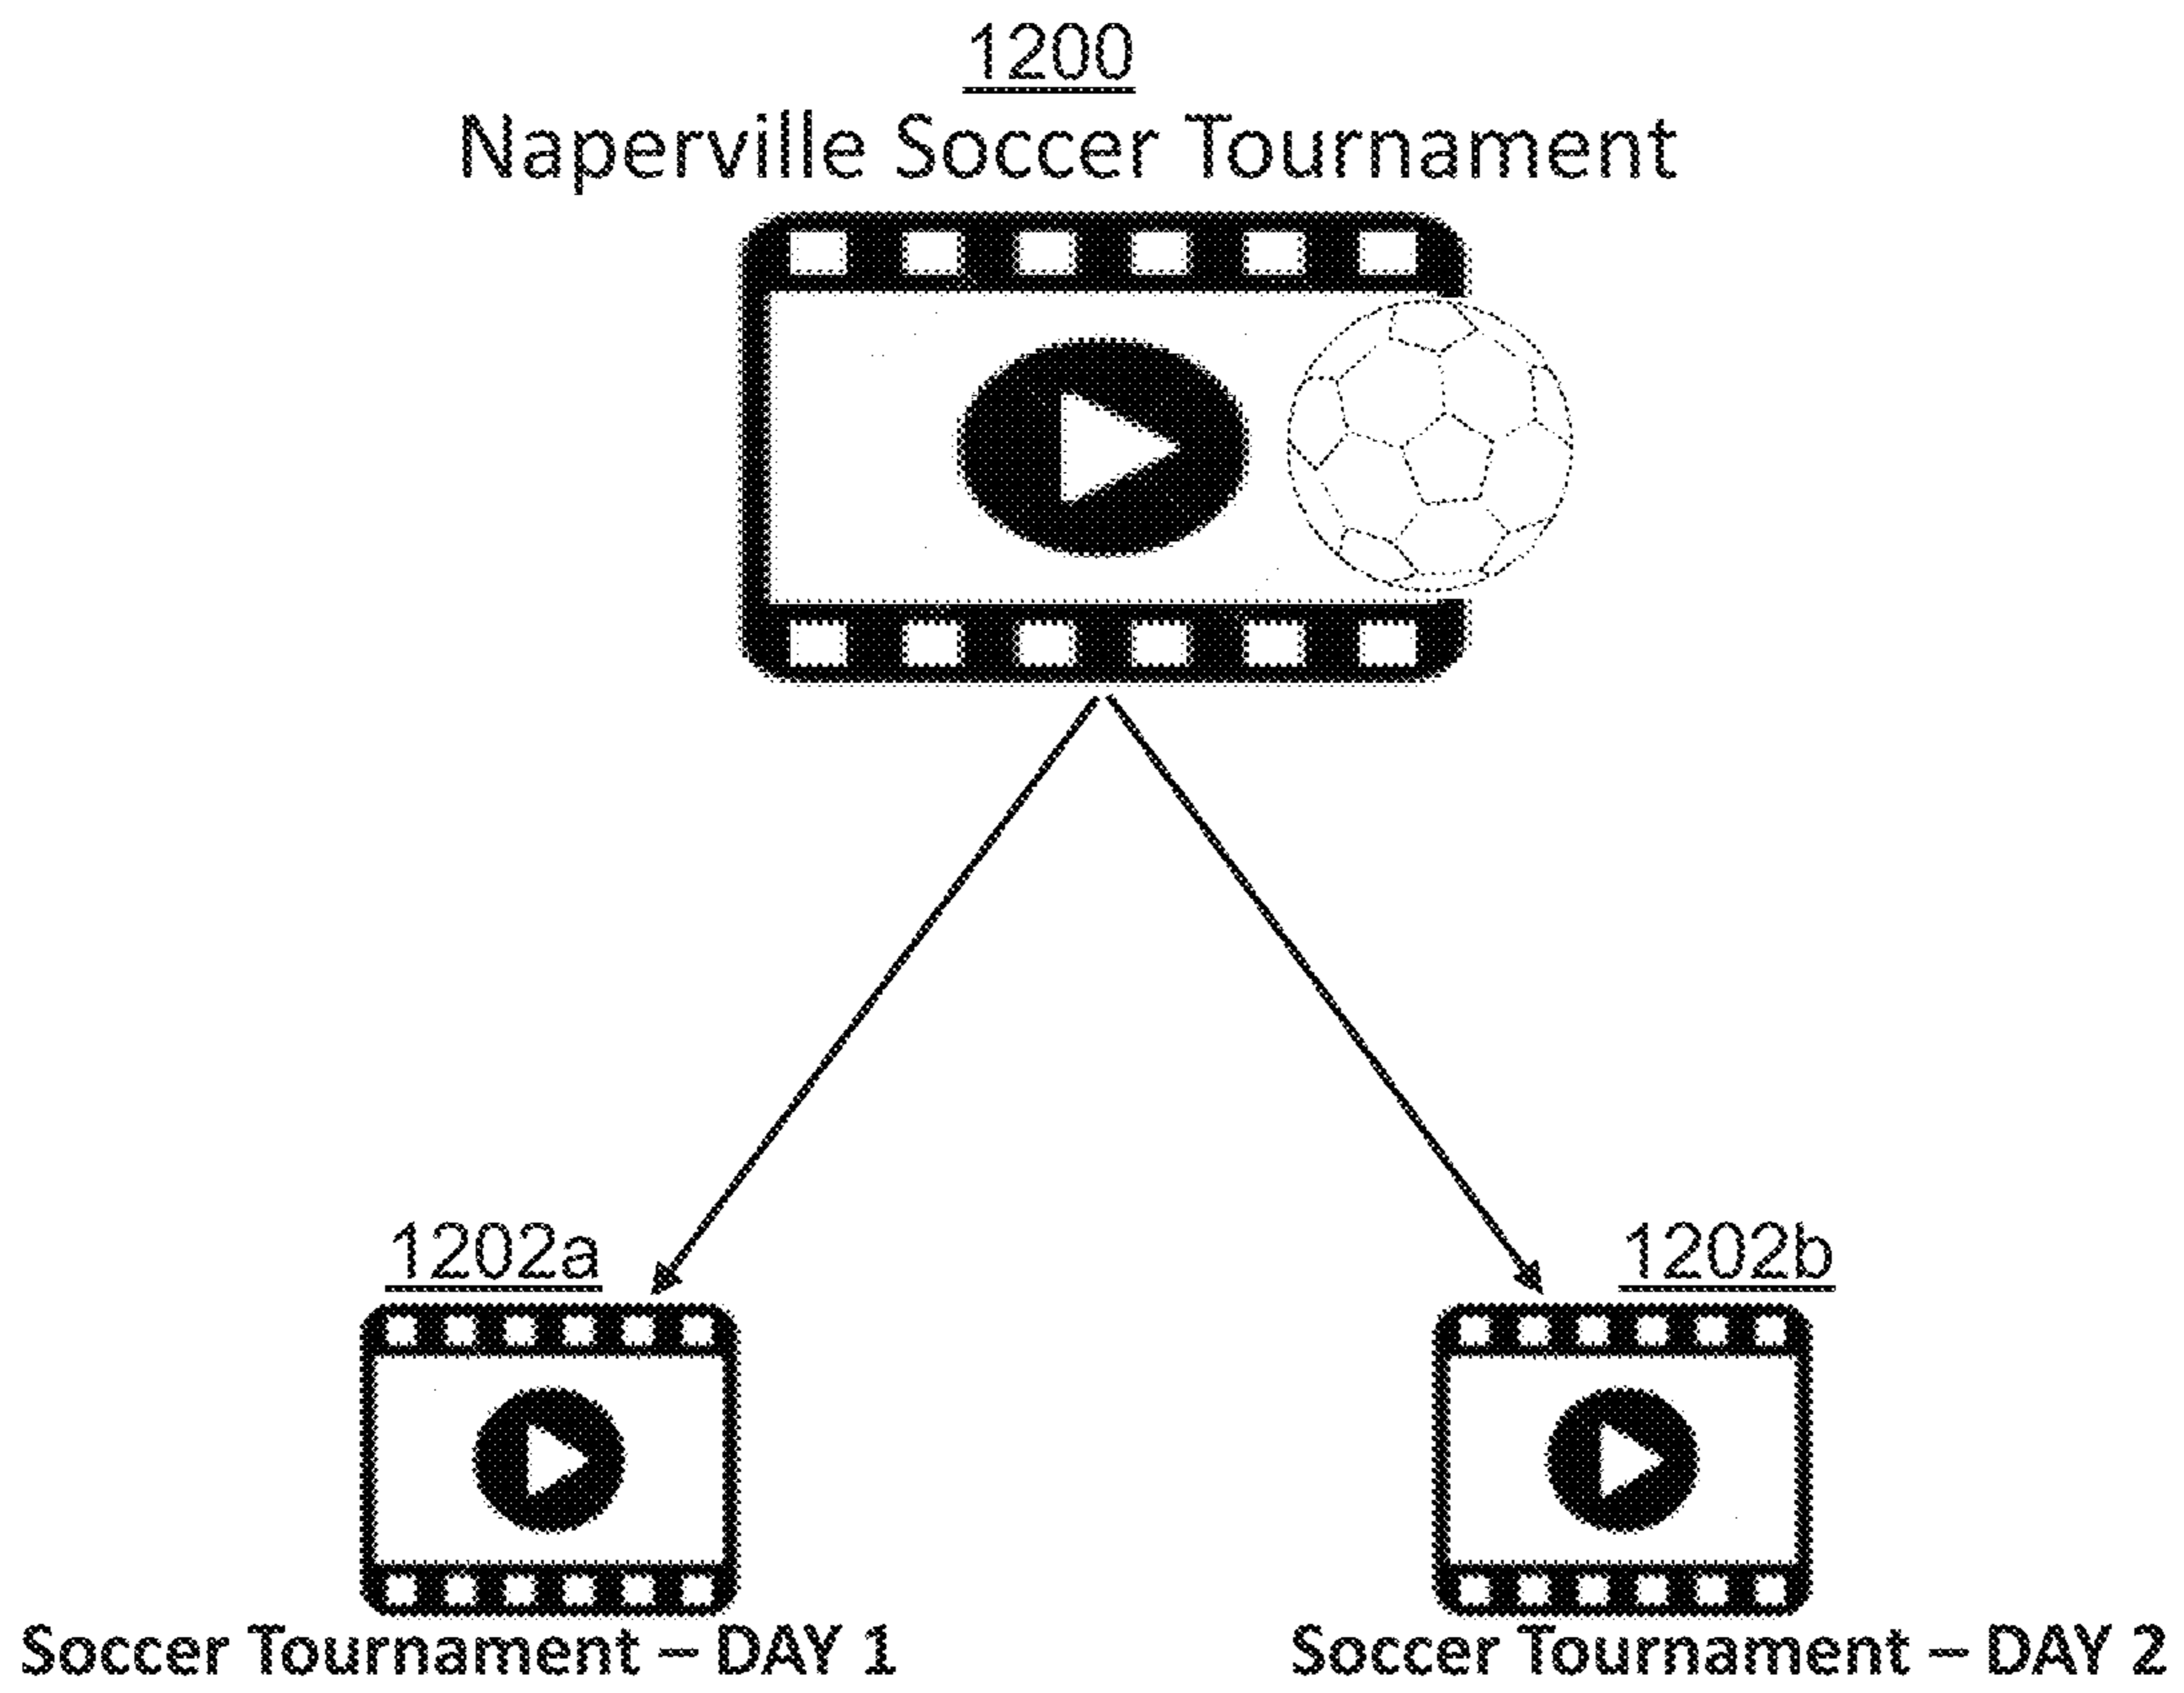 1200
Naperville Soccer Tournament
1202a
1202b
Soccer Tournament – DAY 1
Soccer Tournament – DAY 2